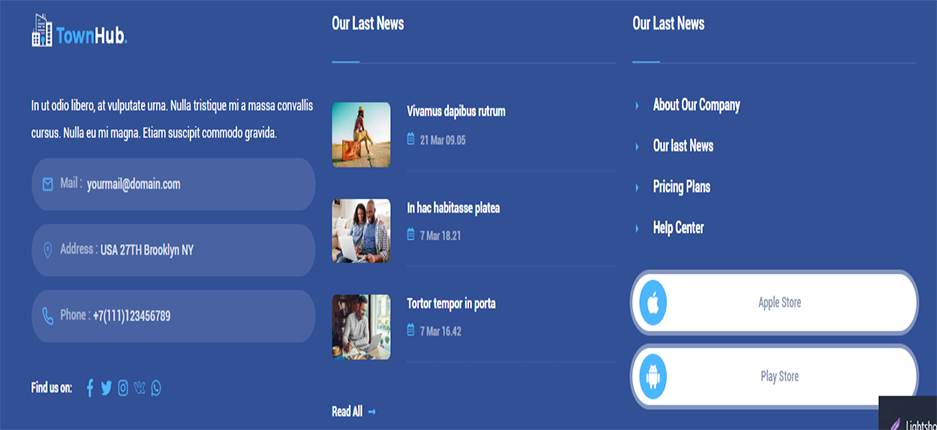 TownHub.
In ut odio libero, at vulputate urna. Nulla tristique mi a massa convallis
cursus. Nulla eu mi magna. Etiam suscipit commodo gravida.
Mail : yourmail@domain.com
Address : USA 27TH Brooklyn NY
Phone : +7(111)123456789
Find us on:
Our Last News
Vivamus dapibus rutrum
21 Mar 09.05
In hac habitasse platea
7 Mar 18.21
Tortor tempor in porta
7 Mar 16.42
Read All
Our Last News
About Our Company
Our last News
Pricing Plans
Help Center
Apple Store
Play Store